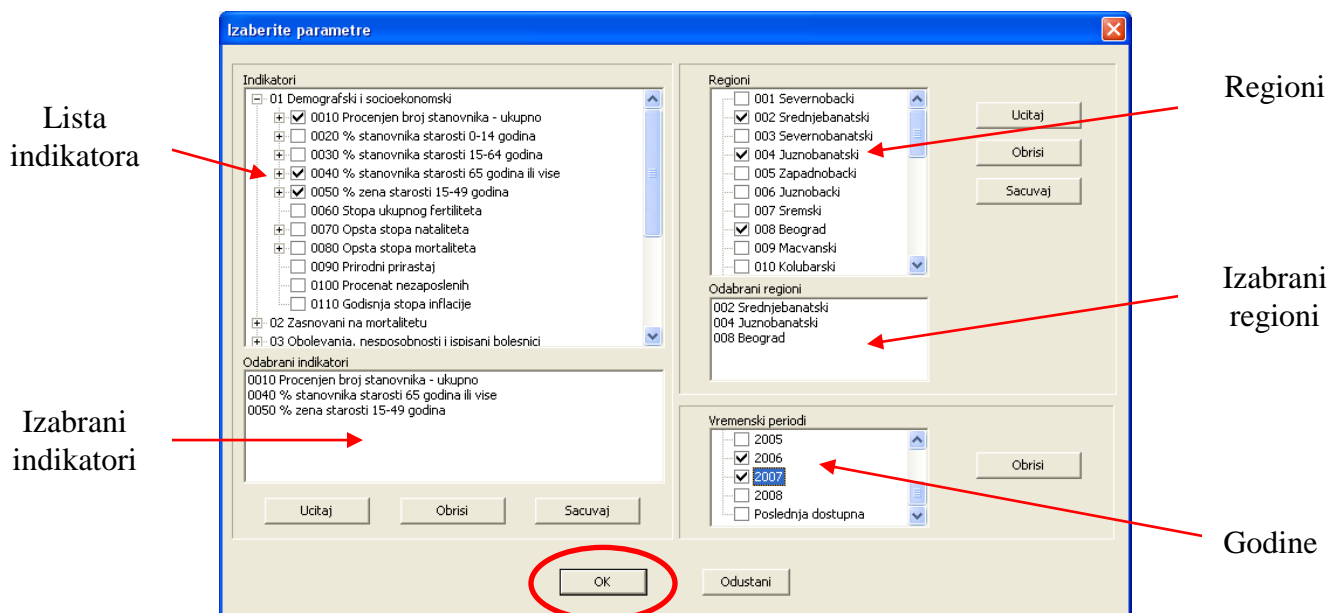 Izaberite parametre
Lista
indikatora
Indikatori
01 Demografski i socioekonomski
0010 Procenjen broj stanovnika - ukupno
0020 % stanovnika starosti 0-14 godina
0030 % stanovnika starosti 15-64 godina
0040 % stanovnika starosti 65 godina ili vise
0050 % zena starosti 15-49 godina
0060 Stopa ukupnog fertiliteta
0070 Opsta stopa nataliteta
0080 Opsta stopa mortaliteta
0090 Prirodni prirastaj
0100 Procenat nezaposlenih
0110 Godisnja stopa inflacije
02 Zasnovani na mortalitetu
03 Obolevanja, nesposobnosti i ispisani bolesnici
Izabrani
indikatori
Odabrani indikatori
0010 Procenjen broj stanovnika - ukupno
0040 % stanovnika starosti 65 godina ili vise
0050 % zena starosti 15-49 godina
Ucitaj
Obrisi
Sacuvaj
Regioni
001 Severnobacki
002 Srednjebanatski
003 Severnobanatski
004 Juznobanatski
005 Zapadnobacki
006 Juznobacki
007 Sremski
008 Beograd
009 Macvanski
010 Kolubarski
Ucitaj
Obrisi
Sacuvaj
Regioni
Odabrani regioni
002 Srednjebanatski
004 Juznobanatski
008 Beograd
Izabrani
regioni
Vremenski periodi
2005
2006
2007
2008
Poslednja dostupna
Obrisi
Godine
OK
Odustani